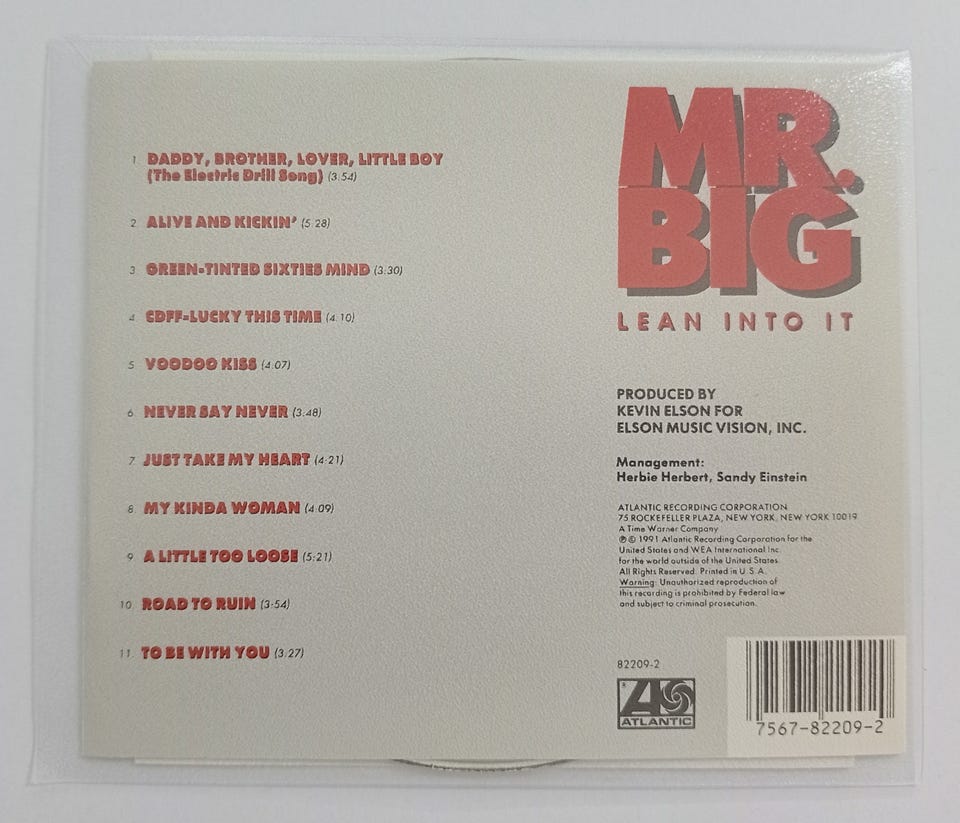 1. DADDY, BROTHER, LOVER, LITTLE BOY
(The Electric Drill Song) (3:54)
2. ALIVE AND KICKIN' (5:28)
3. GREEN-TINTED SIXTIES MIND (3:30)
4. CDFF-LUCKY THIS TIME (4:10)
5. VOODOO KISS (4:07)
6. NEVER SAY NEVER (3:48)
7. JUST TAKE MY HEART (4:21)
8. MY KINDA WOMAN (4:09)
9. A LITTLE TOO LOOSE (5:21)
10. ROAD TO RUIN (3:54)
11. TO BE WITH YOU (3:27)
MR.
BIG
LEAN INTO IT
PRODUCED BY
KEVIN ELSON FOR
ELSON MUSIC VISION, INC.
Management:
Herbie Herbert, Sandy Einstein
ATLANTIC RECORDING CORPORATION
75 ROCKEFELLER PLAZA, NEW YORK, NEW YORK 10019
A Time Warner Company
℗ © 1991 Atlantic Recording Corporation for the
United States and WEA International Inc.
for the world outside of the United States.
All Rights Reserved. Printed in U.S.A.
Warning: Unauthorized reproduction of
this recording is prohibited by Federal law
and subject to criminal prosecution.
82209-2
ATLANTIC
7567-82209-2